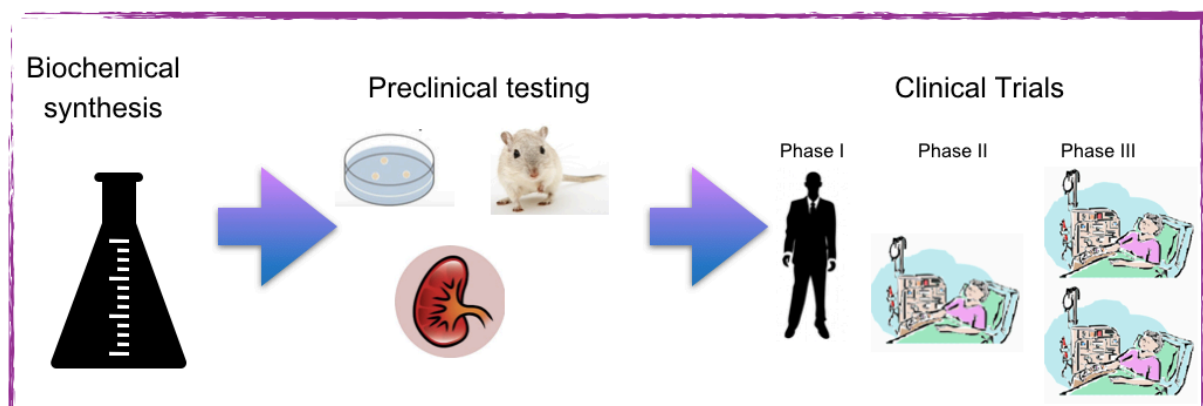 Biochemical
synthesis
Preclinical testing
Clinical Trials
Phase I
Phase II
Phase III